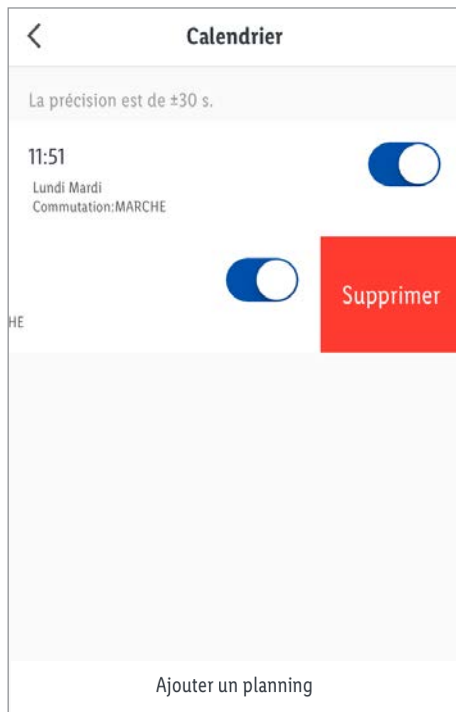 Calendrier
La précision est de ±30 s.
11:51
Lundi Mardi
Commutation:MARCHE
Supprimer
HE
Ajouter un planning